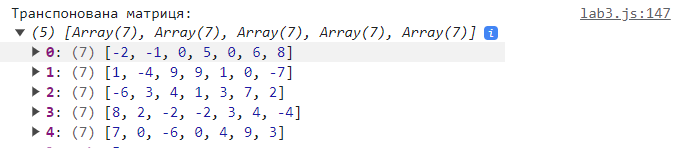 Транспонована матриця: lab3.js:147
(5) [Array(7), Array(7), Array(7), Array(7), Array(7)] i
0: (7) [-2, -1, 0, 5, 0, 6, 8]
1: (7) [1, -4, 9, 9, 1, 0, -7]
2: (7) [-6, 3, 4, 1, 3, 7, 2]
3: (7) [8, 2, -2, -2, 3, 4, -4]
4: (7) [7, 0, -6, 0, 4, 9, 3]